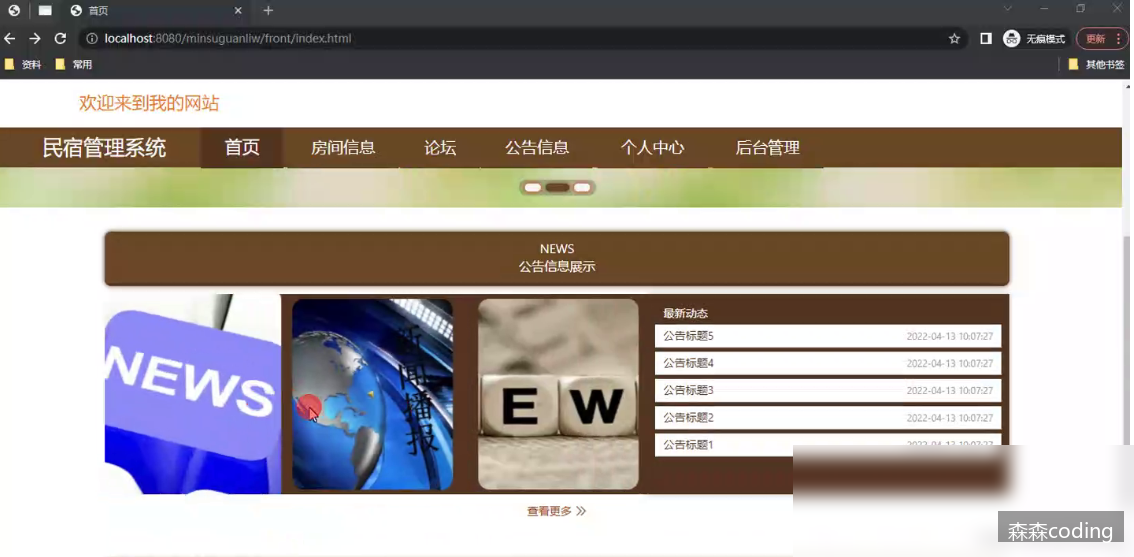 首页
localhost:8080/minsuguanliw/front/index.html
无痕模式
更新
资料
常用
其他书签
欢迎来到我的网站
民宿管理系统
首页
房间信息
论坛
公告信息
个人中心
后台管理
NEWS
公告信息展示
NEWS
新闻播报
EW
最新动态
公告标题5 2022-04-13 10:07:27
公告标题4 2022-04-13 10:07:27
公告标题3 2022-04-13 10:07:27
公告标题2 2022-04-13 10:07:27
公告标题1 2022-04-13 10:07:27
查看更多
森森coding